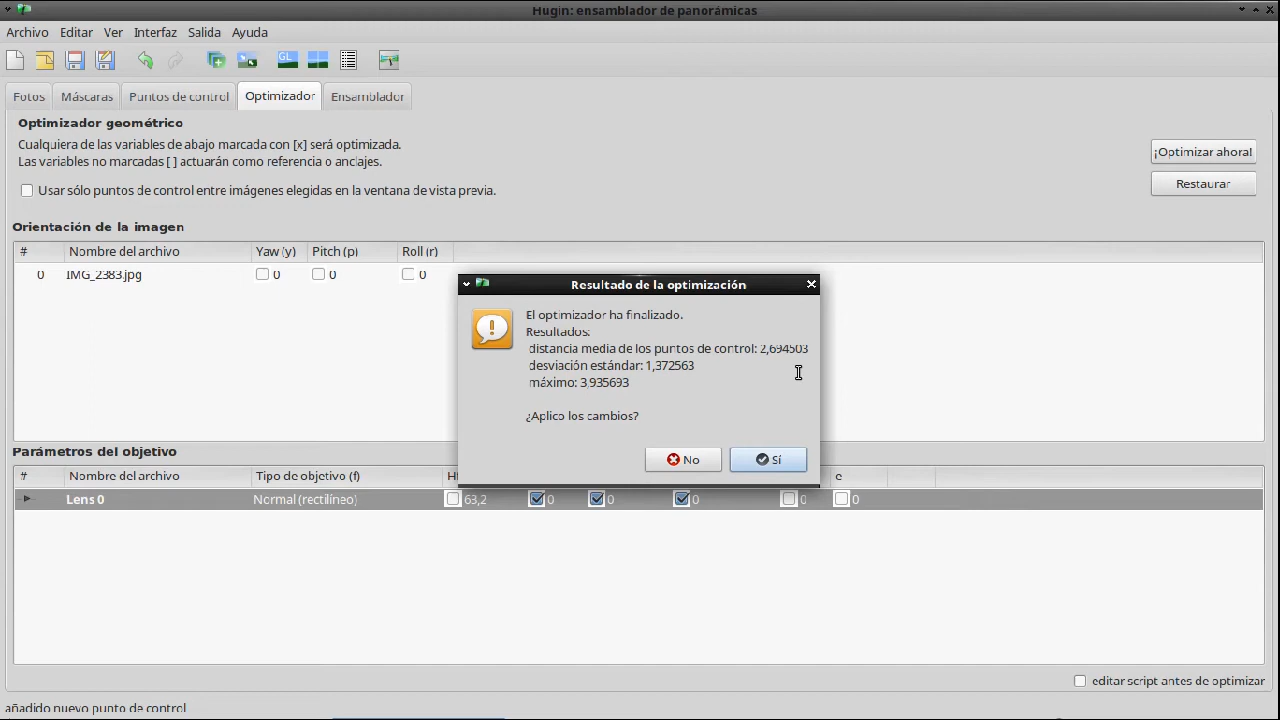 Hugin: ensamblador de panorámicas
Archivo Editar Ver Interfaz Salida Ayuda
GL
Fotos Máscaras Puntos de control Optimizador Ensamblador
Optimizador geométrico
Cualquiera de las variables de abajo marcada con [x] será optimizada.
Las variables no marcadas [ ] actuarán como referencia o anclajes.
¡Optimizar ahora!
Usar sólo puntos de control entre imágenes elegidas en la ventana de vista previa.
Restaurar
Orientación de la imagen
# Nombre del archivo Yaw (y) Pitch (p) Roll (r)
0 IMG_2383.jpg 0 0 0
Resultado de la optimización
El optimizador ha finalizado.
Resultados:
distancia media de los puntos de control: 2,694503
desviación estándar: 1,372563
máximo: 3,935693
¿Aplico los cambios?
No Sí
Parámetros del objetivo
# Nombre del archivo Tipo de objetivo (f) e
Lens 0 Normal (rectilíneo) 63,2 0 0 0 0 0
editar script antes de optimizar
añadido nuevo punto de control